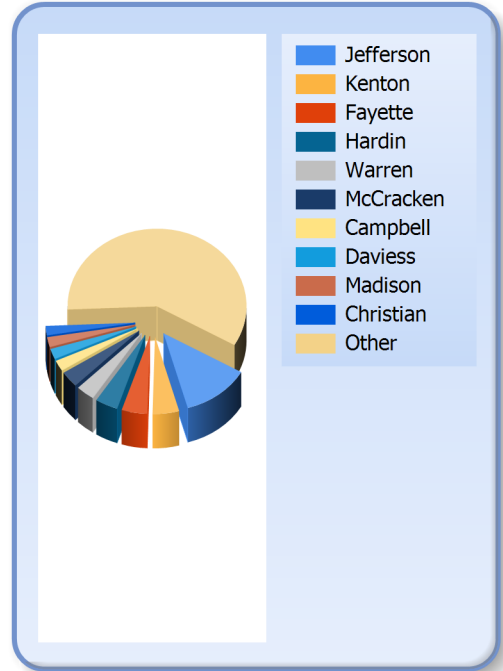 Jefferson
Kenton
Fayette
Hardin
Warren
McCracken
Campbell
Daviess
Madison
Christian
Other